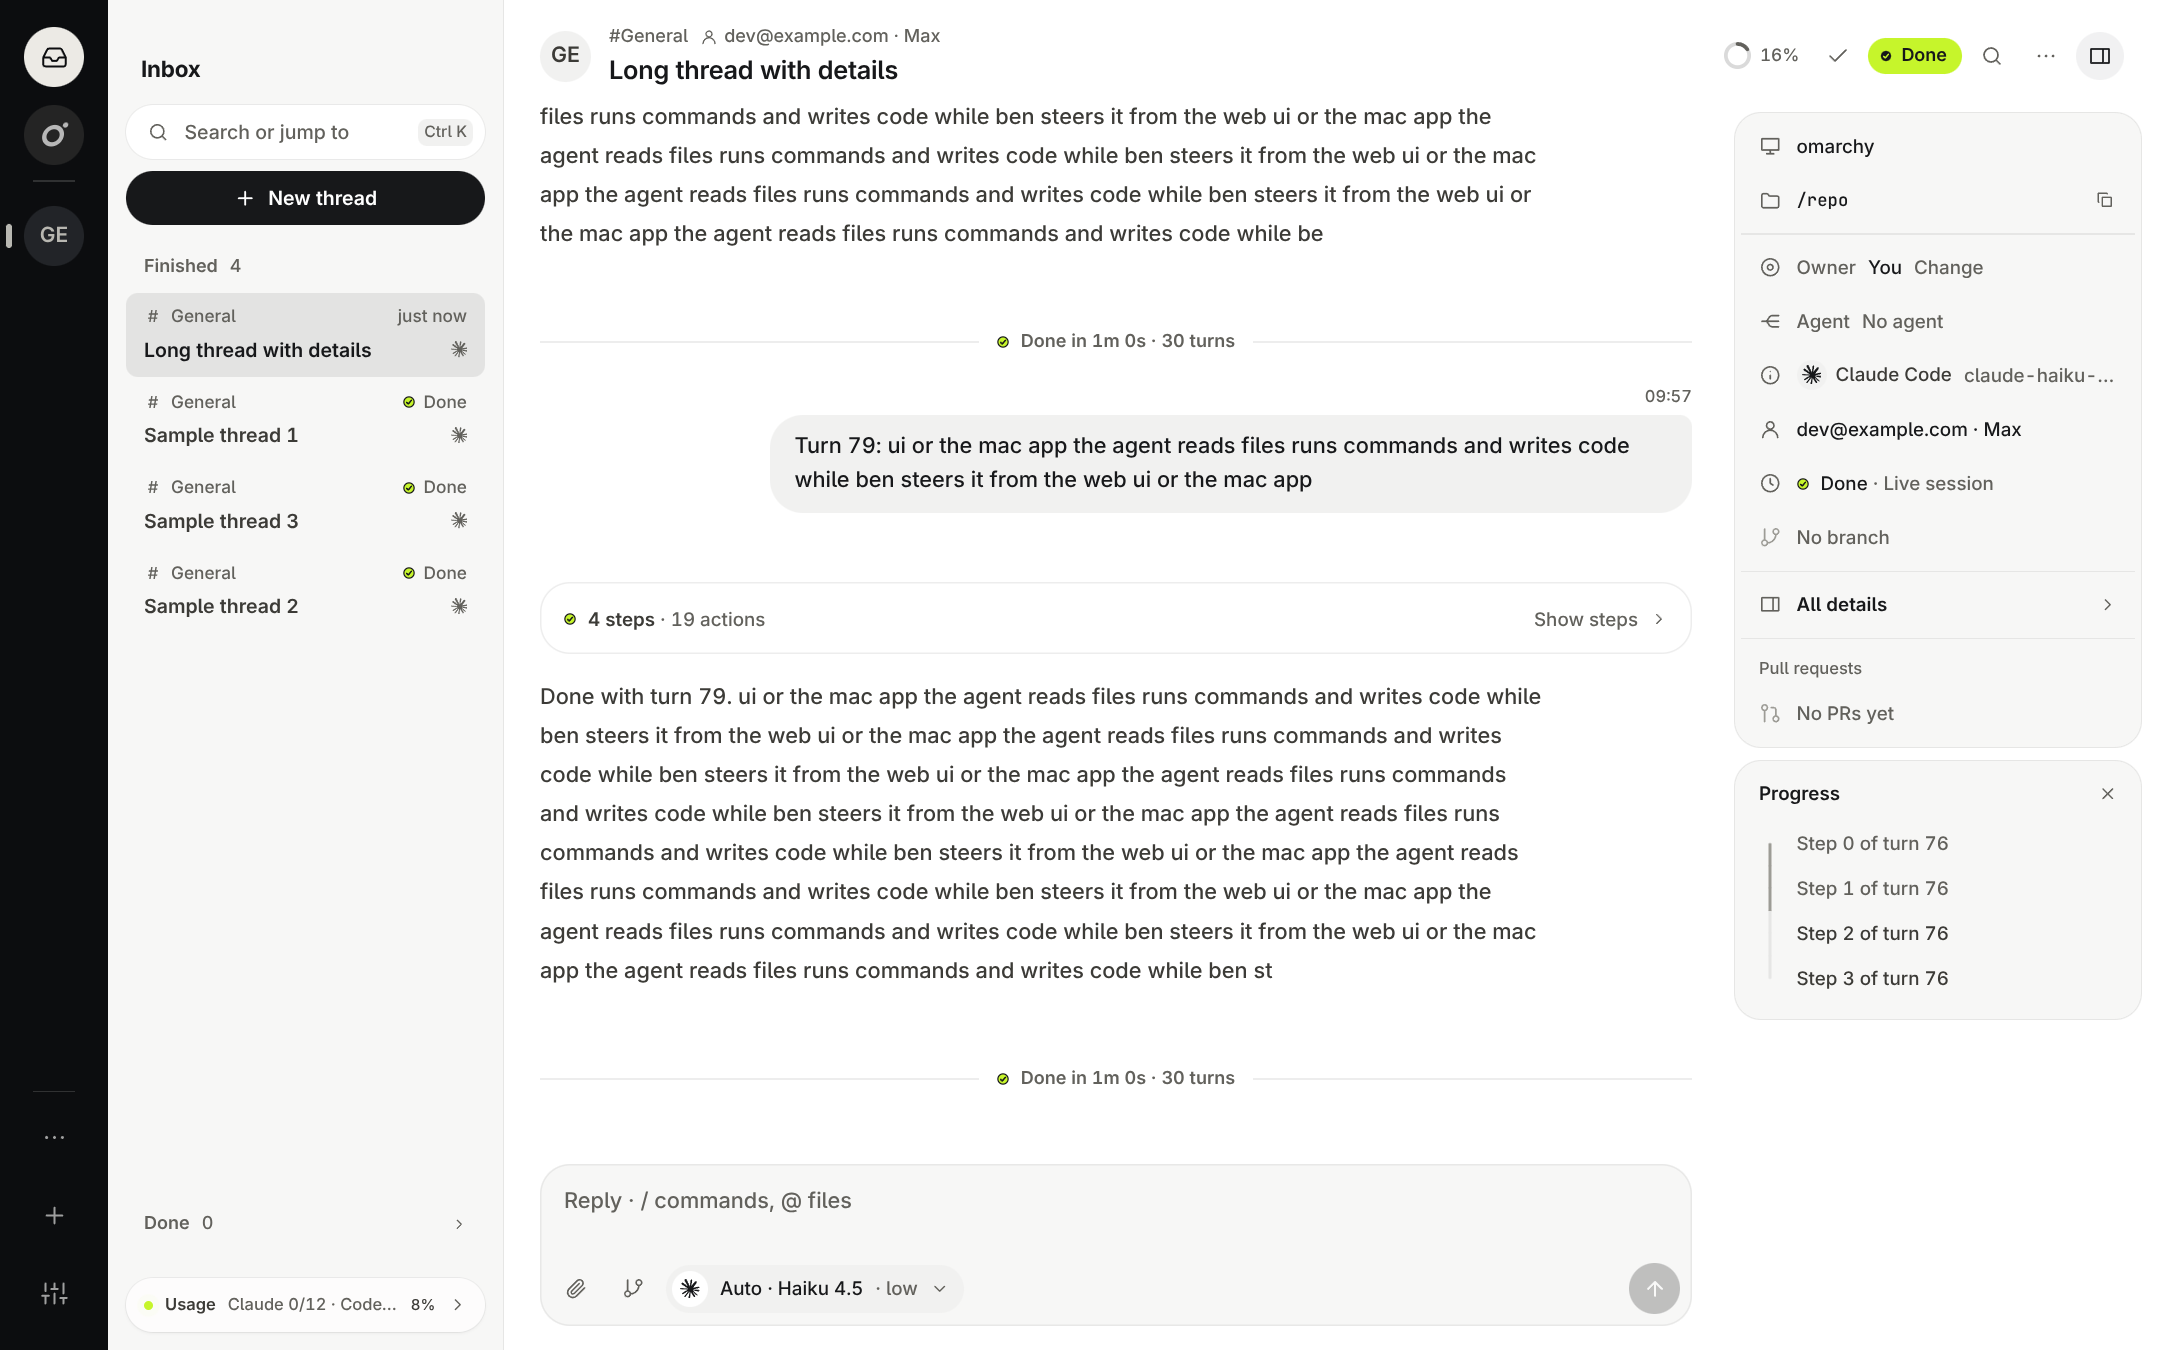 Inbox
Search or jump to
Ctrl K
New thread
GE
Finished 4
# General just now
Long thread with details
# General Done
Sample thread 1
# General Done
Sample thread 3
# General Done
Sample thread 2
Done 0
Usage Claude 0/12 · Code... 8%
GE
#General dev@example.com · Max
Long thread with details
16%
Done
files runs commands and writes code while ben steers it from the web ui or the mac app the
agent reads files runs commands and writes code while ben steers it from the web ui or the mac
app the agent reads files runs commands and writes code while ben steers it from the web ui or
the mac app the agent reads files runs commands and writes code while be
Done in 1m 0s · 30 turns
09:57
Turn 79: ui or the mac app the agent reads files runs commands and writes code
while ben steers it from the web ui or the mac app
4 steps · 19 actions
Show steps
Done with turn 79. ui or the mac app the agent reads files runs commands and writes code while
ben steers it from the web ui or the mac app the agent reads files runs commands and writes
code while ben steers it from the web ui or the mac app the agent reads files runs commands
and writes code while ben steers it from the web ui or the mac app the agent reads files runs
commands and writes code while ben steers it from the web ui or the mac app the agent reads
files runs commands and writes code while ben steers it from the web ui or the mac app the
agent reads files runs commands and writes code while ben steers it from the web ui or the mac
app the agent reads files runs commands and writes code while ben st
Done in 1m 0s · 30 turns
Reply · / commands, @ files
Auto · Haiku 4.5 · low
omarchy
/repo
Owner You Change
Agent No agent
Claude Code claude-haiku-...
dev@example.com · Max
Done · Live session
No branch
All details
Pull requests
No PRs yet
Progress
Step 0 of turn 76
Step 1 of turn 76
Step 2 of turn 76
Step 3 of turn 76